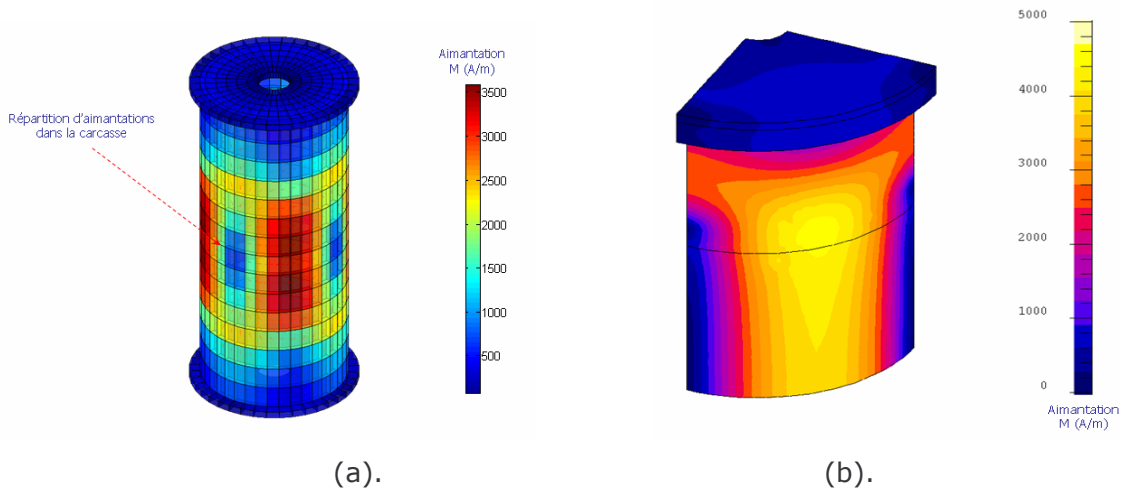 Répartition d'aimantations
dans la carcasse
Aimantation
M (A/m)
3500
3000
2500
2000
1500
1000
500
(a).
5000
4000
3000
2000
1000
0
Aimantation
M (A/m)
(b).